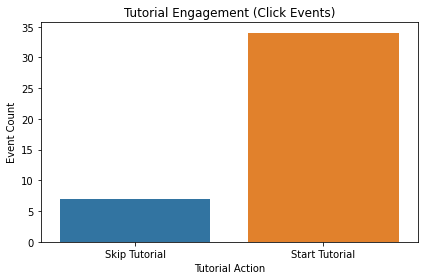 Tutorial Engagement (Click Events)
35
30
25
20
15
10
5
0
Event Count
Skip Tutorial Start Tutorial
Tutorial Action